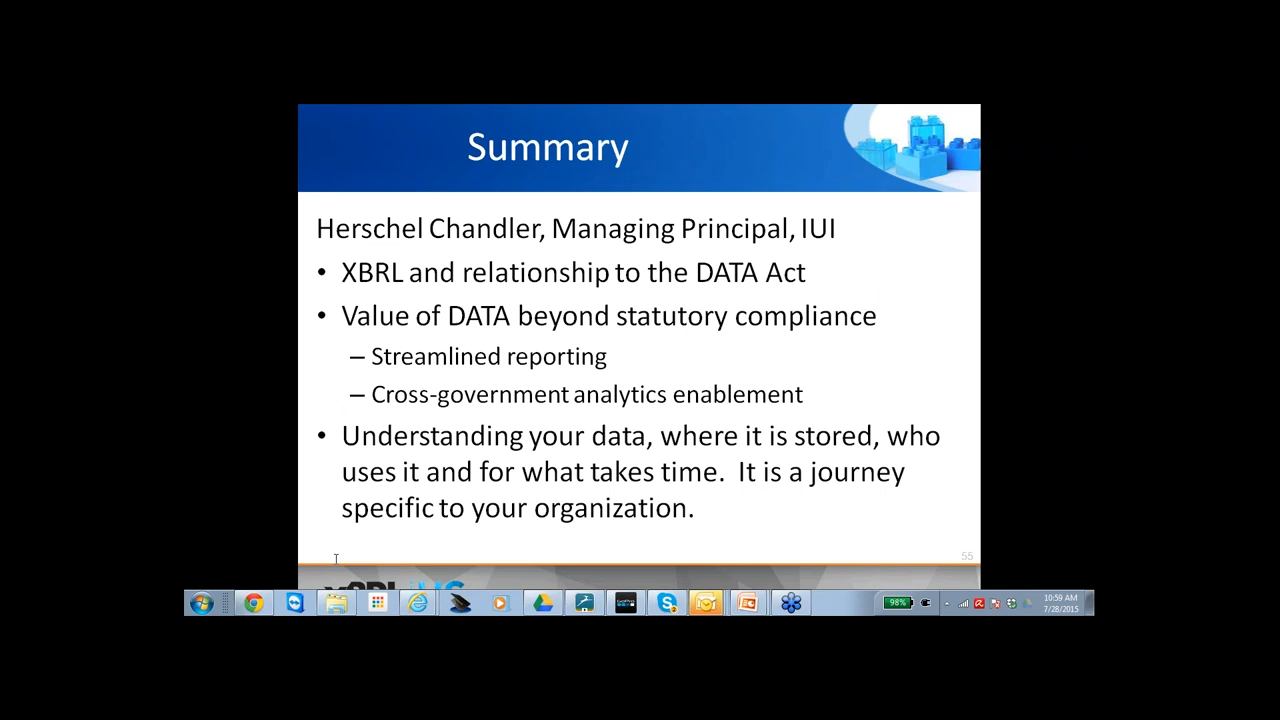 Summary
Herschel Chandler, Managing Principal, IUI
• XBRL and relationship to the DATA Act
• Value of DATA beyond statutory compliance
– Streamlined reporting
– Cross-government analytics enablement
• Understanding your data, where it is stored, who
uses it and for what takes time.  It is a journey
specific to your organization.
55
98%
10:59 AM
7/28/2015